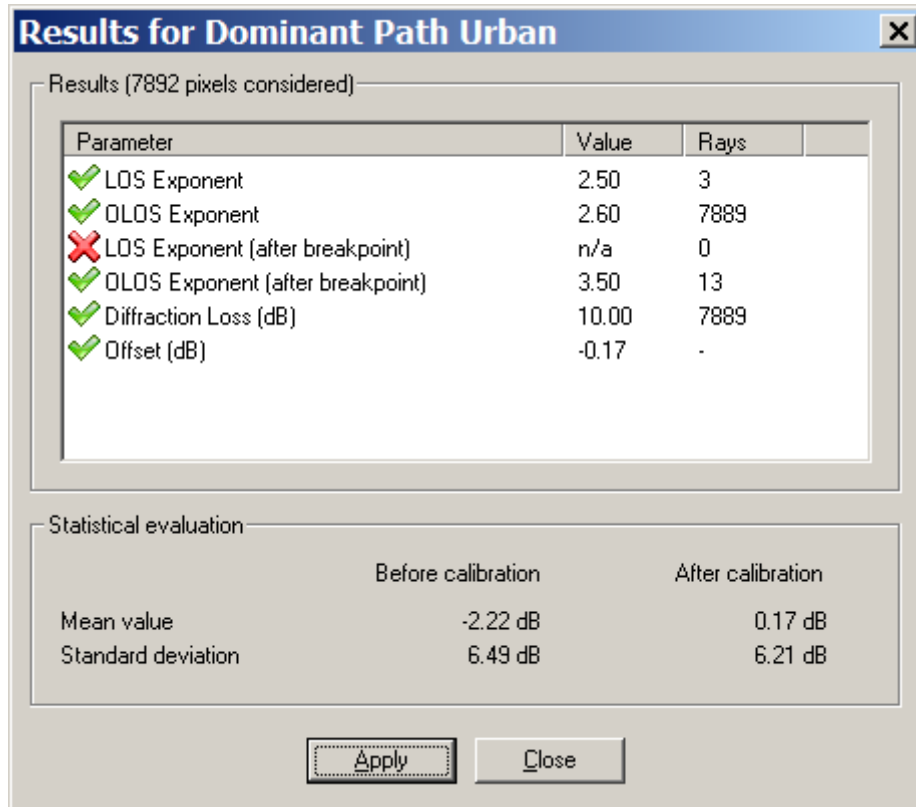 Results for Dominant Path Urban
Results (7892 pixels considered)
Parameter Value Rays
LOS Exponent 2.50 3
OLOS Exponent 2.60 7889
LOS Exponent (after breakpoint) n/a 0
OLOS Exponent (after breakpoint) 3.50 13
Diffraction Loss (dB) 10.00 7889
Offset (dB) -0.17 -
Statistical evaluation
Before calibration After calibration
Mean value -2.22 dB 0.17 dB
Standard deviation 6.49 dB 6.21 dB
Apply Close